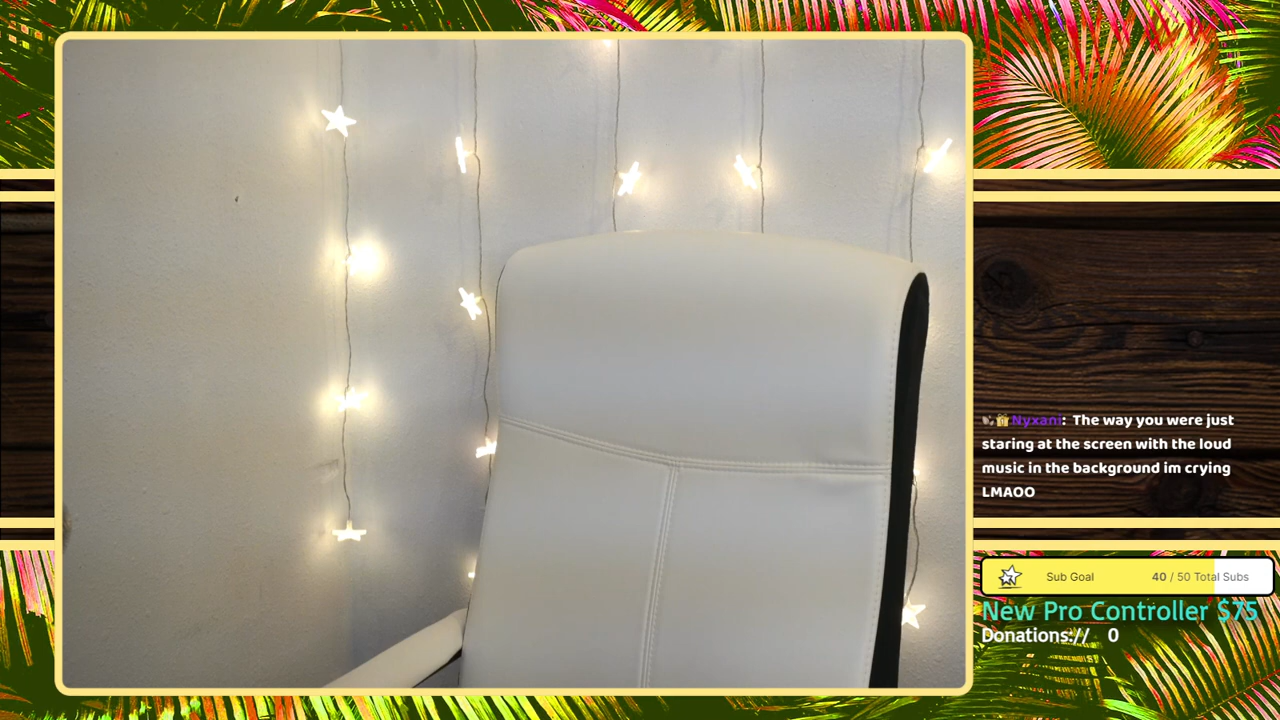 Nyxani: The way you were just
staring at the screen with the loud
music in the background im crying
LMAOO
Sub Goal 40 / 50 Total Subs
New Pro Controller $75
Donations:// 0